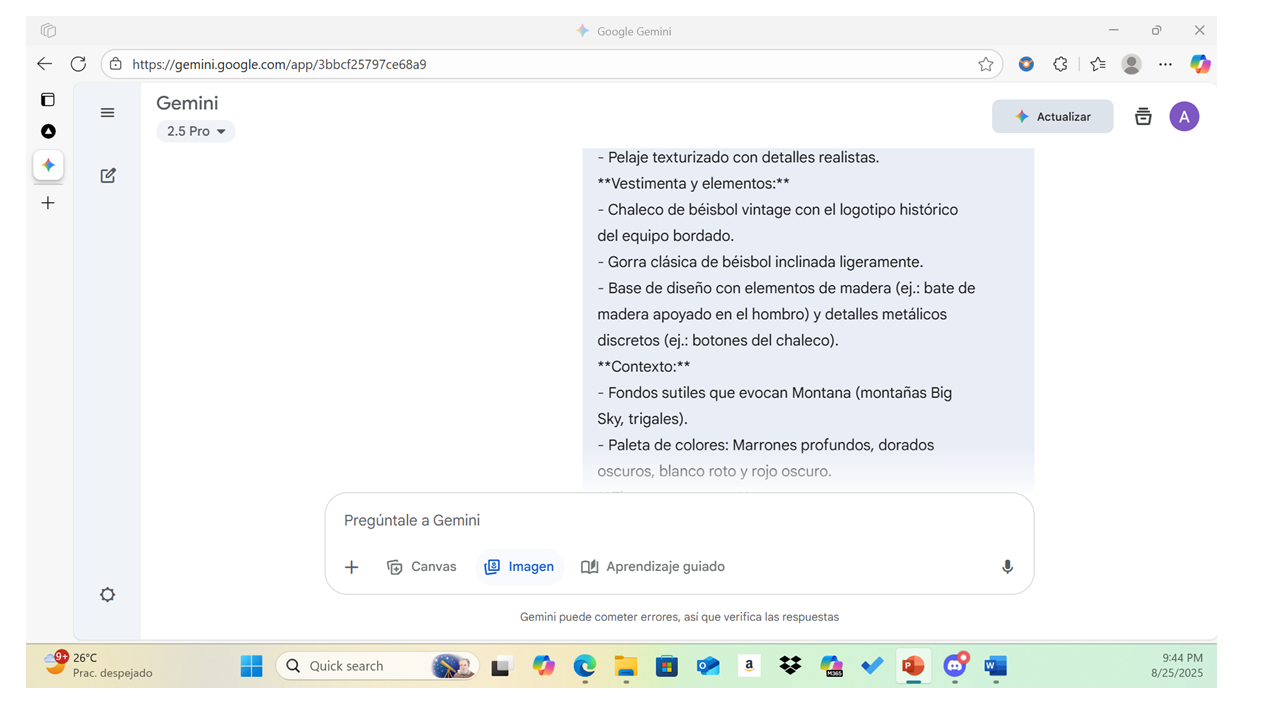 Google Gemini
https://gemini.google.com/app/3bbcf25797ce68a9
Gemini
2.5 Pro
Actualizar
A
- Pelaje texturizado con detalles realistas.
**Vestimenta y elementos:**
- Chaleco de béisbol vintage con el logotipo histórico
del equipo bordado.
- Gorra clásica de béisbol inclinada ligeramente.
- Base de diseño con elementos de madera (ej.: bate de
madera apoyado en el hombro) y detalles metálicos
discretos (ej.: botones del chaleco).
**Contexto:**
- Fondos sutiles que evocan Montana (montañas Big
Sky, trigales).
- Paleta de colores: Marrones profundos, dorados
oscuros, blanco roto y rojo oscuro.
Pregúntale a Gemini
Canvas
Imagen
Aprendizaje guiado
Gemini puede cometer errores, así que verifica las respuestas
9+
26°C
Prac. despejado
Quick search
a
M365
P
W
9:44 PM
8/25/2025